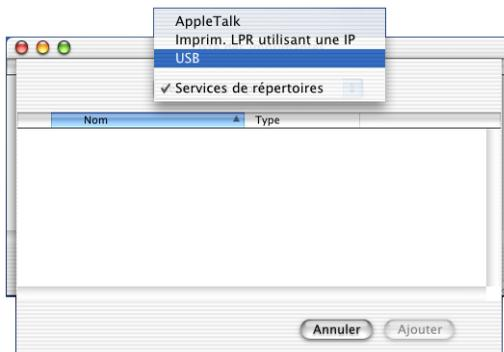 AppleTalk
Imprim. LPR utilisant une IP
USB
✓ Services de répertoires
Nom Type
Annuler Ajouter